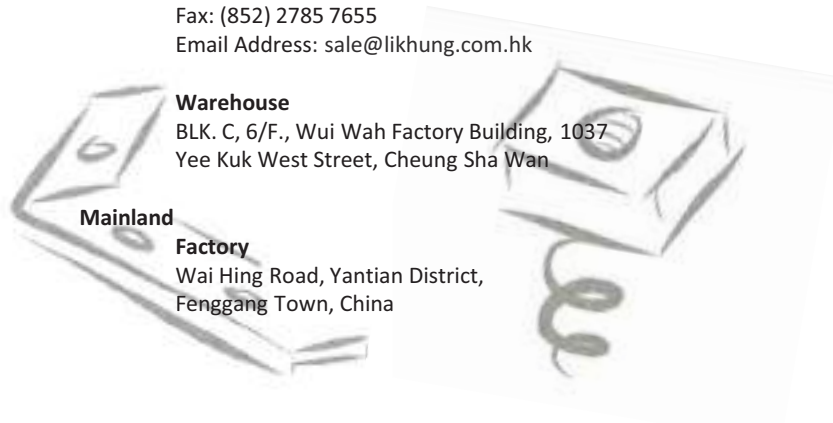 Fax: (852) 2785 7655
Email Address: sale@likhung.com.hk
Warehouse
BLK. C, 6/F., Wui Wah Factory Building, 1037
Yee Kuk West Street, Cheung Sha Wan
Mainland
Factory
Wai Hing Road, Yantian District,
Fenggang Town, China